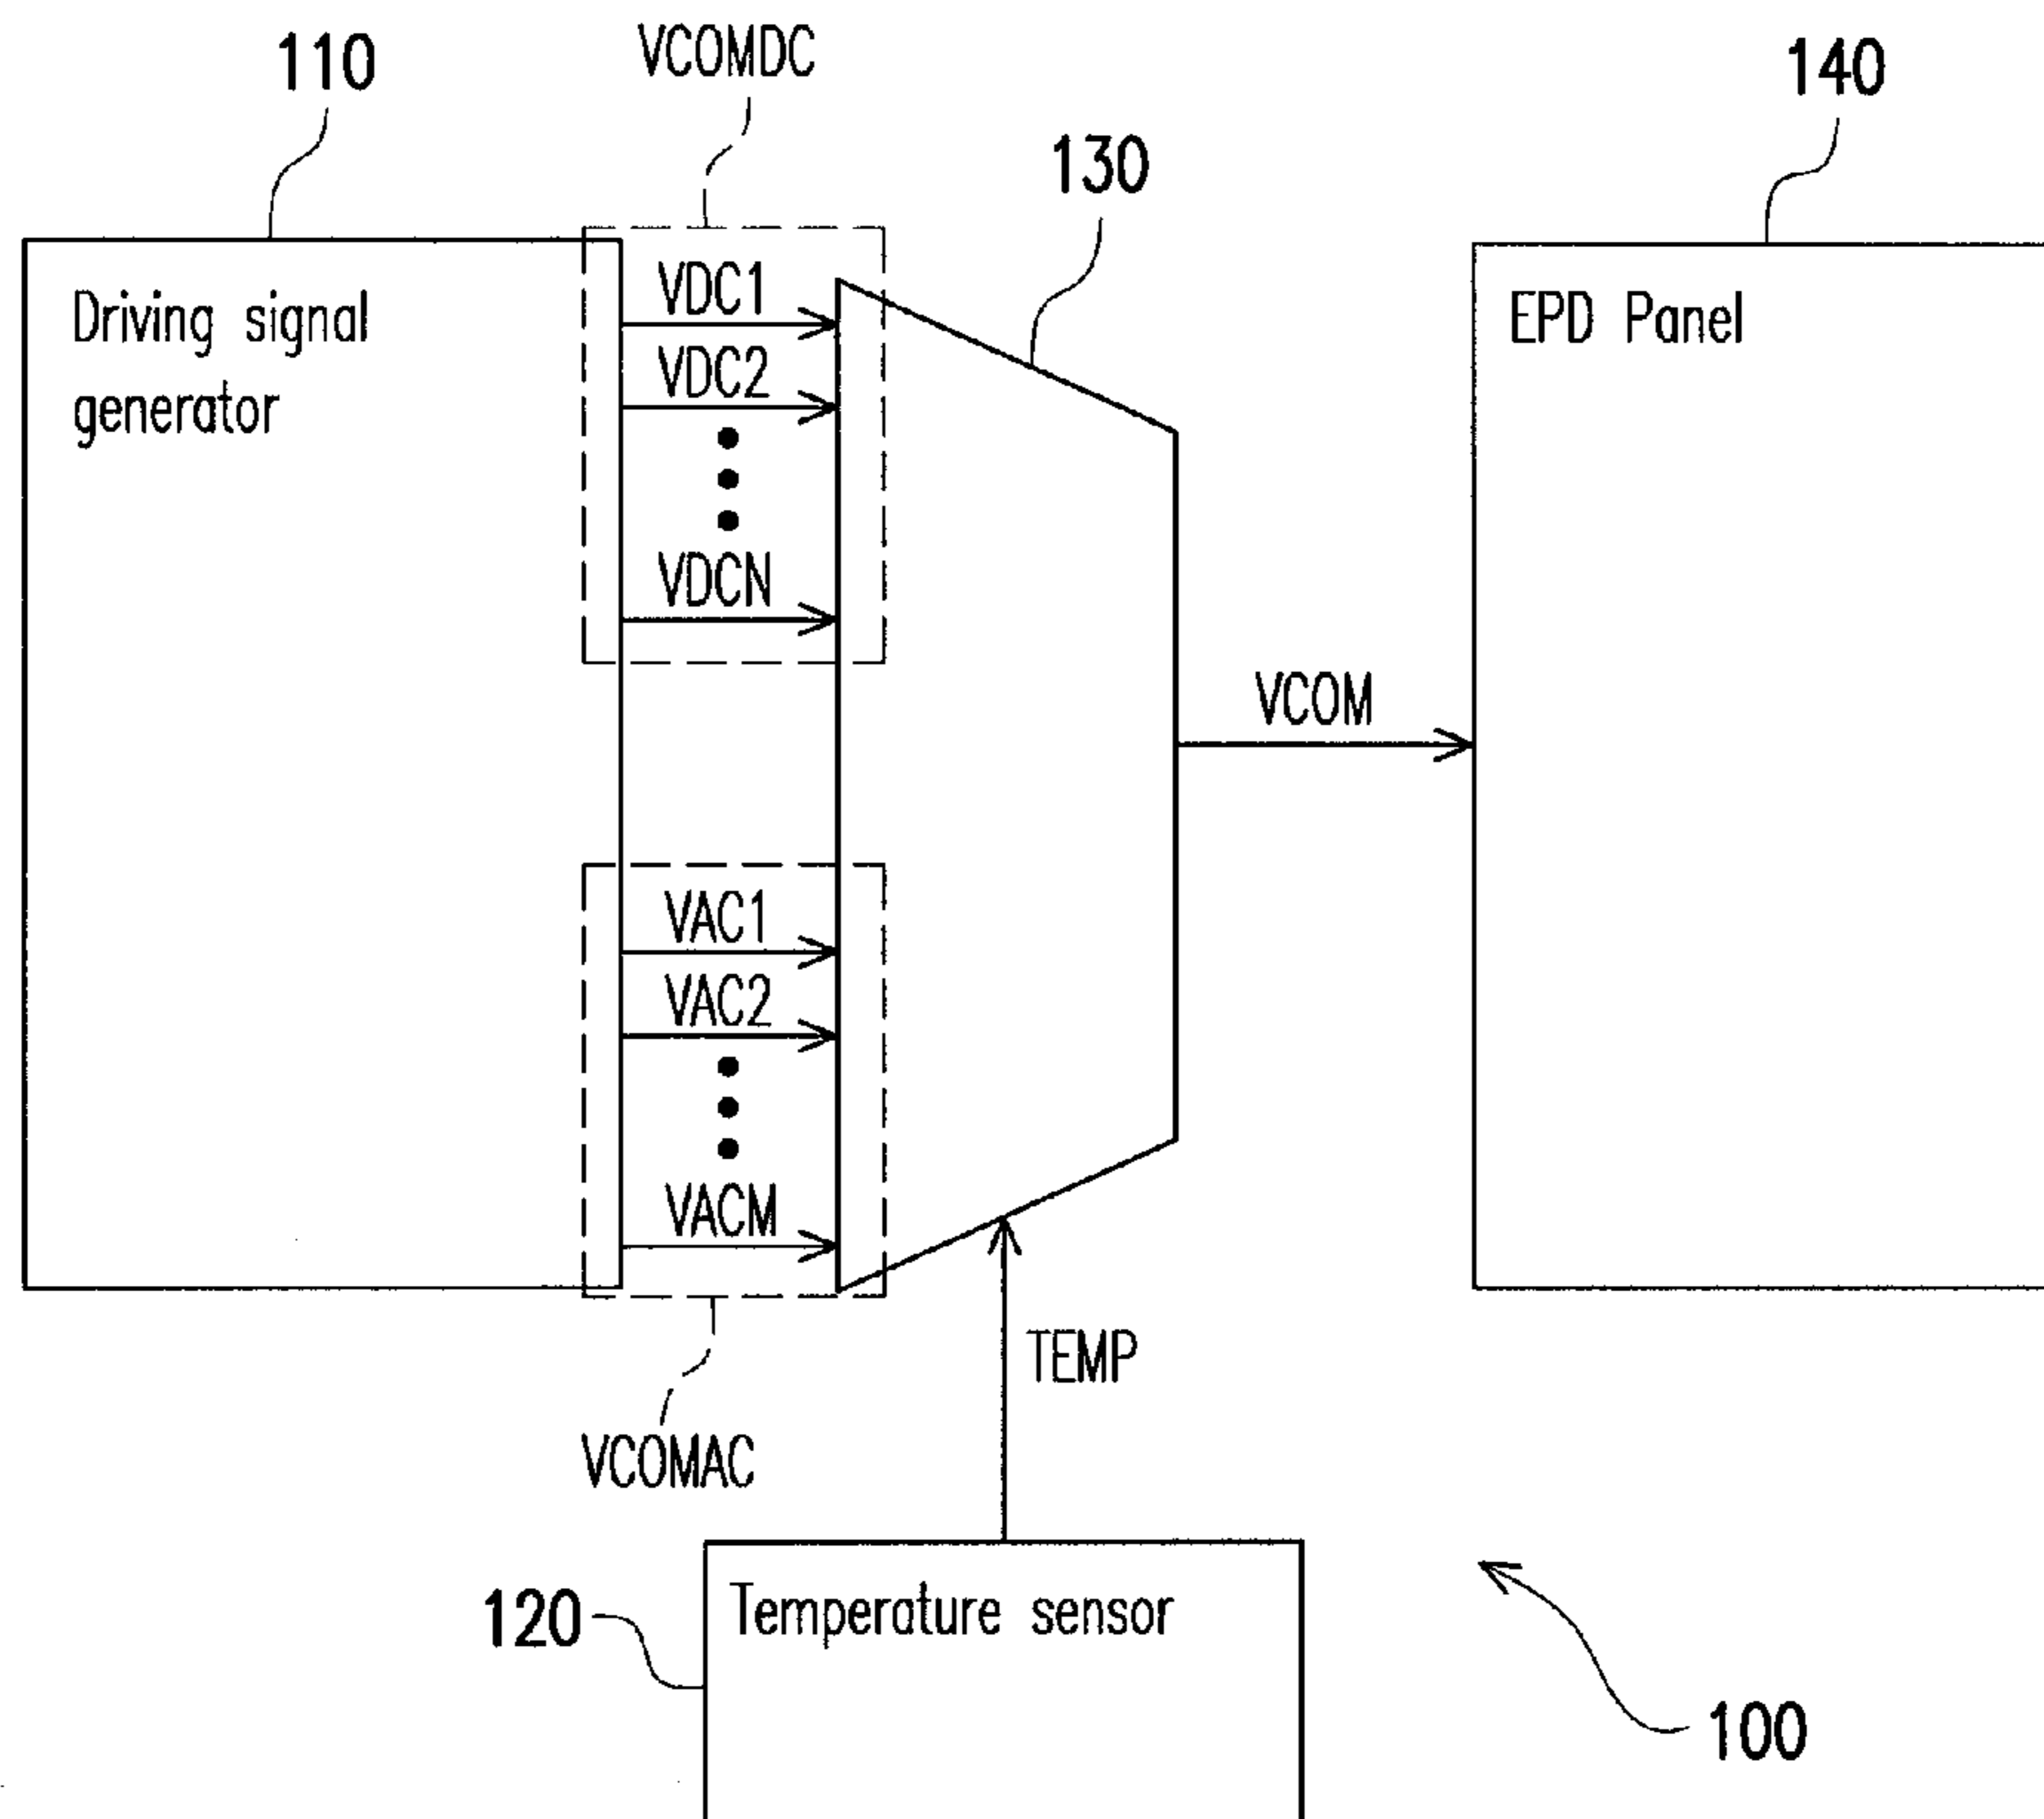 110
VCOMDC
130
140
Driving signal
generator
VDC1
VDC2
VDCN
VCOM
EPD Panel
VAC1
VAC2
VACM
TEMP
VCOMAC
120
Temperature sensor
100